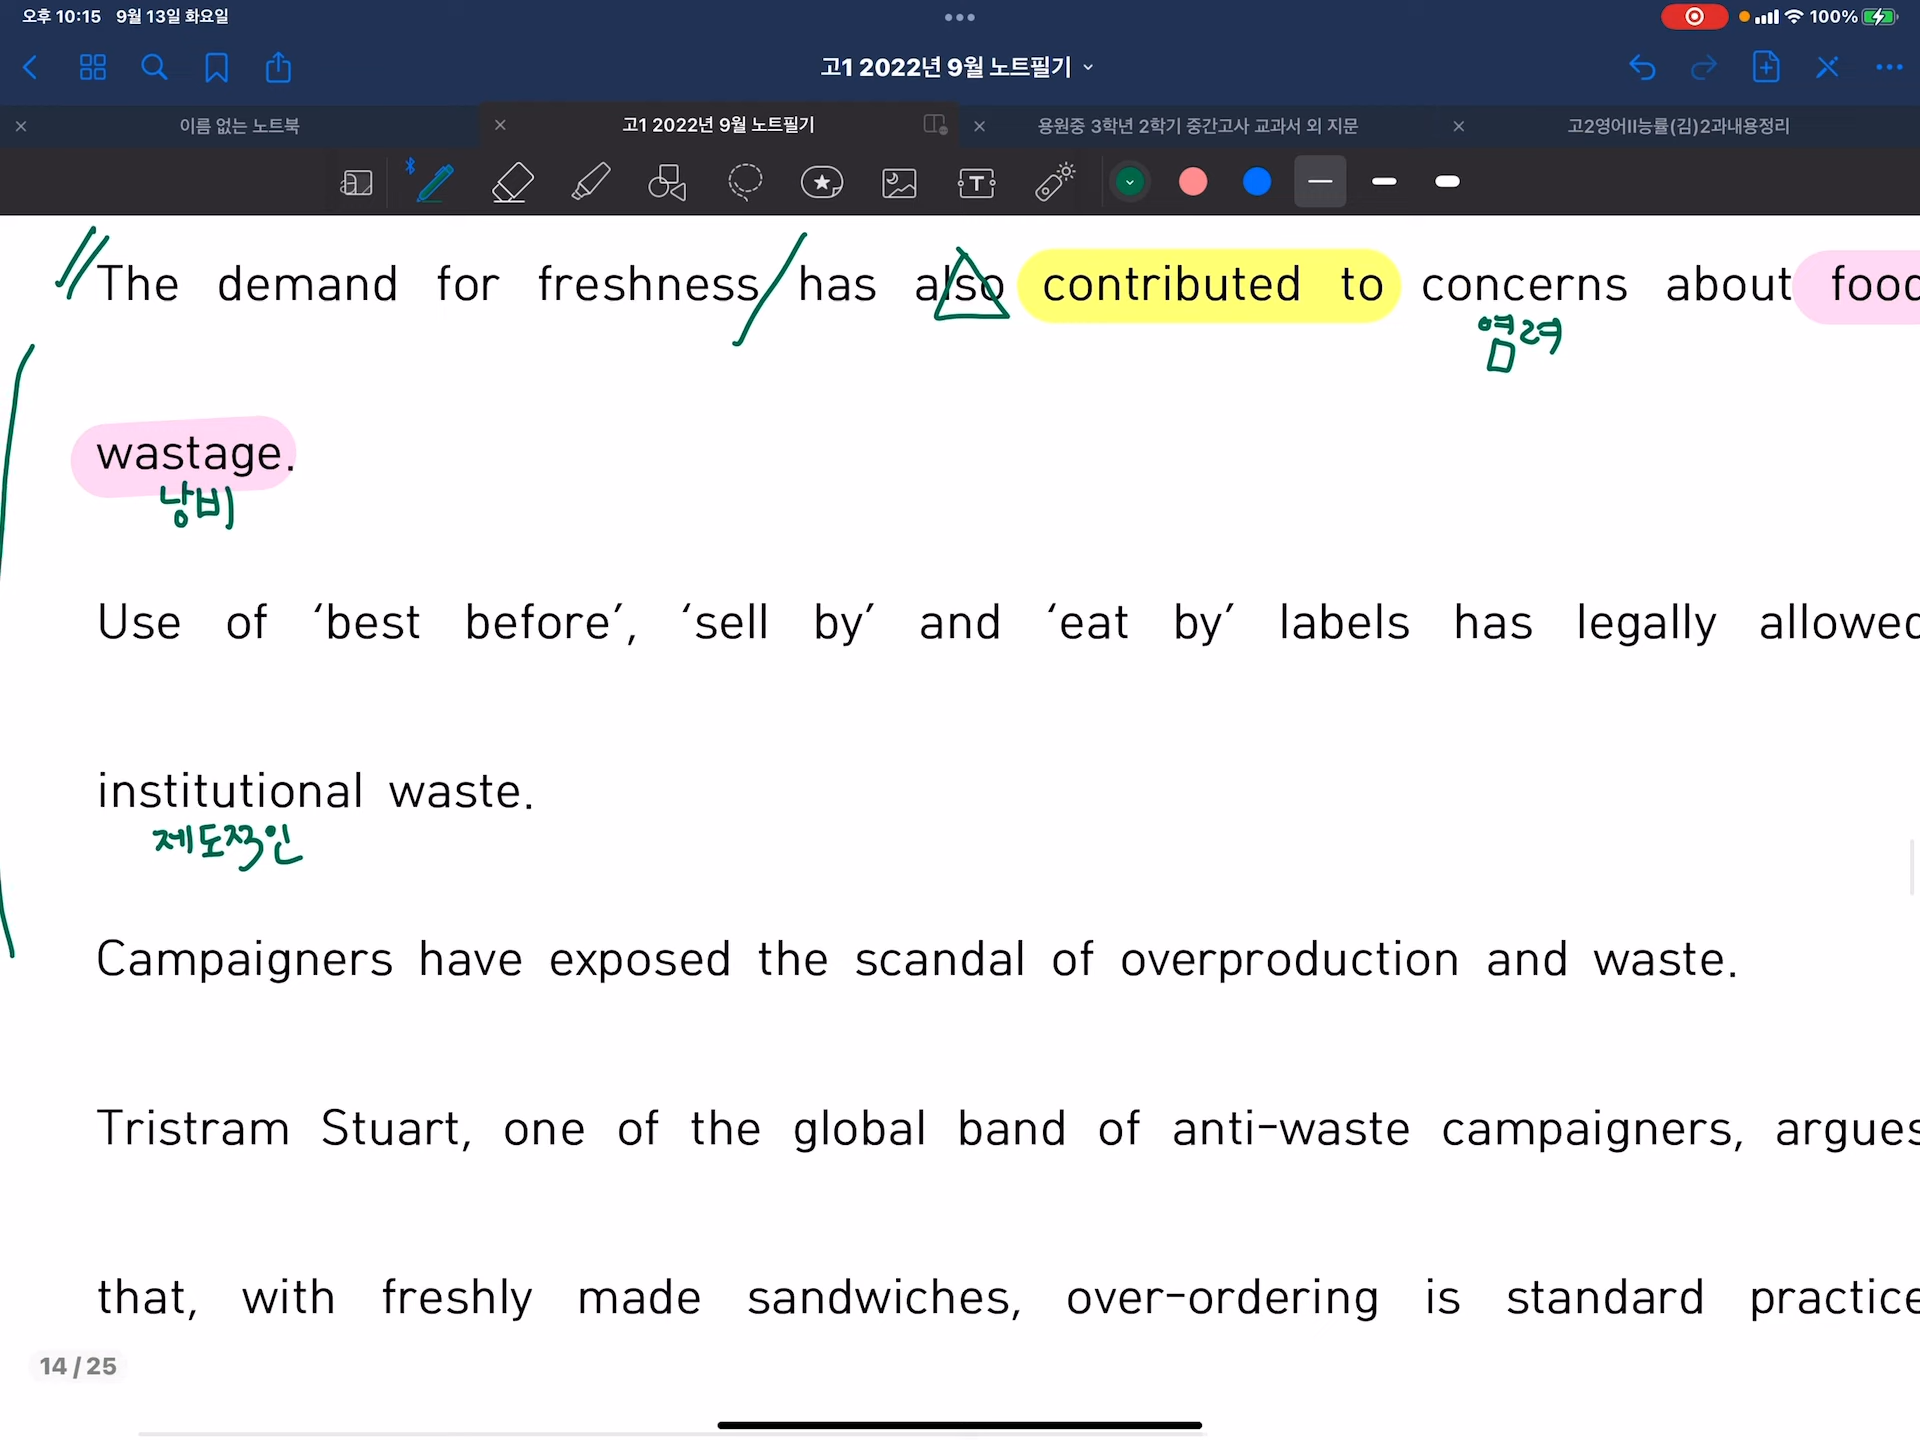 오후 10:15 9월 13일 화요일
100%
고1 2022년 9월 노트필기
이름 없는 노트북
고1 2022년 9월 노트필기
용원중 3학년 2학기 중간고사 교과서 외 지문
고2영어II능률(김)2과내용정리
The demand for freshness has also contributed to concerns about food
염려
wastage.
낭비
Use of ‘best before’, ‘sell by’ and ‘eat by’ labels has legally allowed
institutional waste.
제도적인
Campaigners have exposed the scandal of overproduction and waste.
Tristram Stuart, one of the global band of anti-waste campaigners, argues
that, with freshly made sandwiches, over-ordering is standard practice
14 / 25